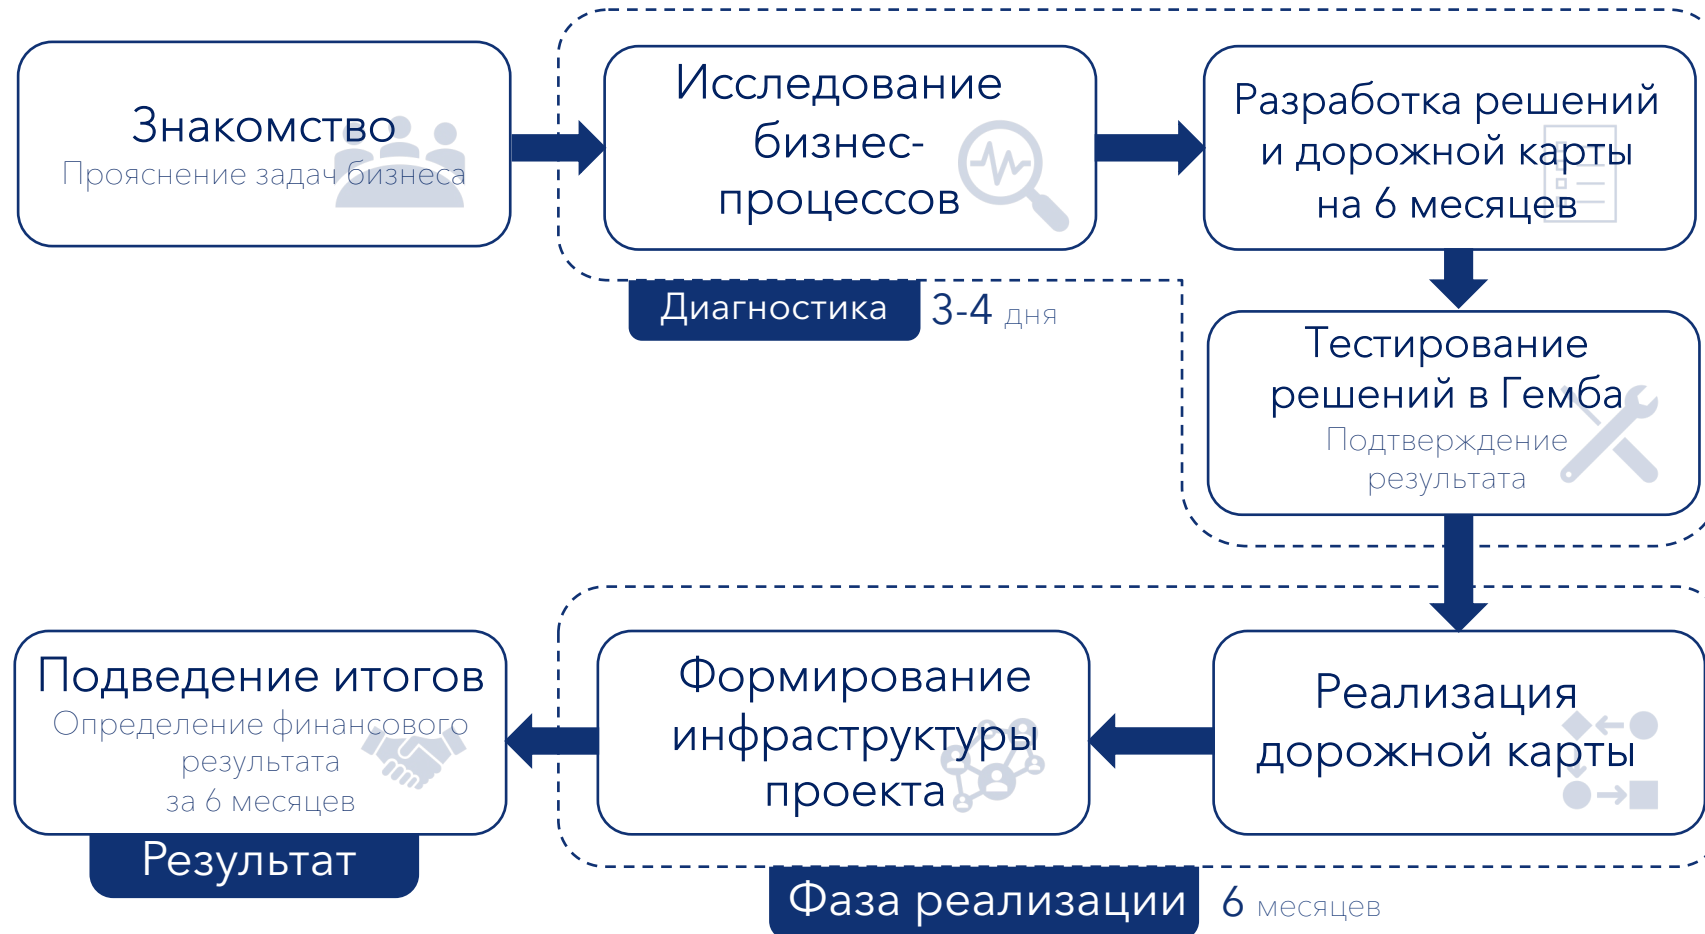 Знакомство
Прояснение задач бизнеса
Исследование
бизнес-
процессов
Разработка решений
и дорожной карты
на 6 месяцев
Диагностика
3-4 дня
Тестирование
решений в Гемба
Подтверждение
результата
Реализация
дорожной карты
Формирование
инфраструктуры
проекта
Фаза реализации
6 месяцев
Подведение итогов
Определение финансового
результата
за 6 месяцев
Результат